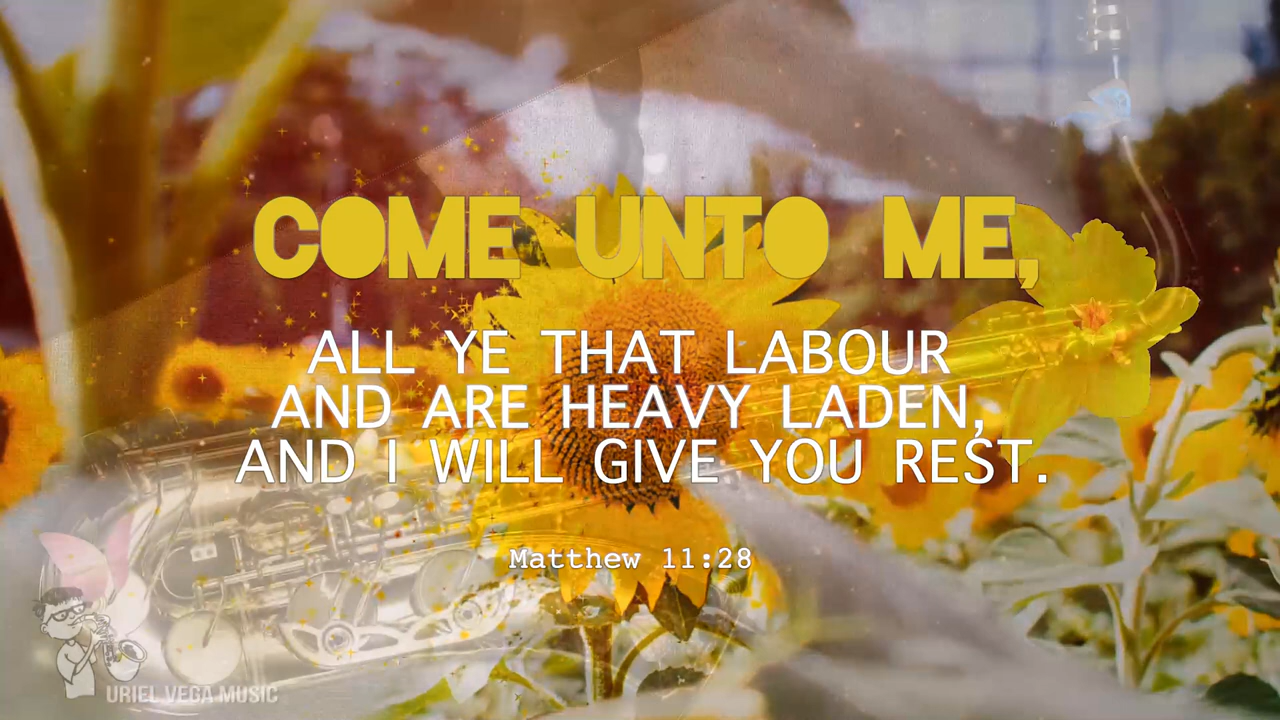 COME UNTO ME,
ALL YE THAT LABOUR
AND ARE HEAVY LADEN,
AND I WILL GIVE YOU REST.
Matthew 11:28
URIEL VEGA MUSIC